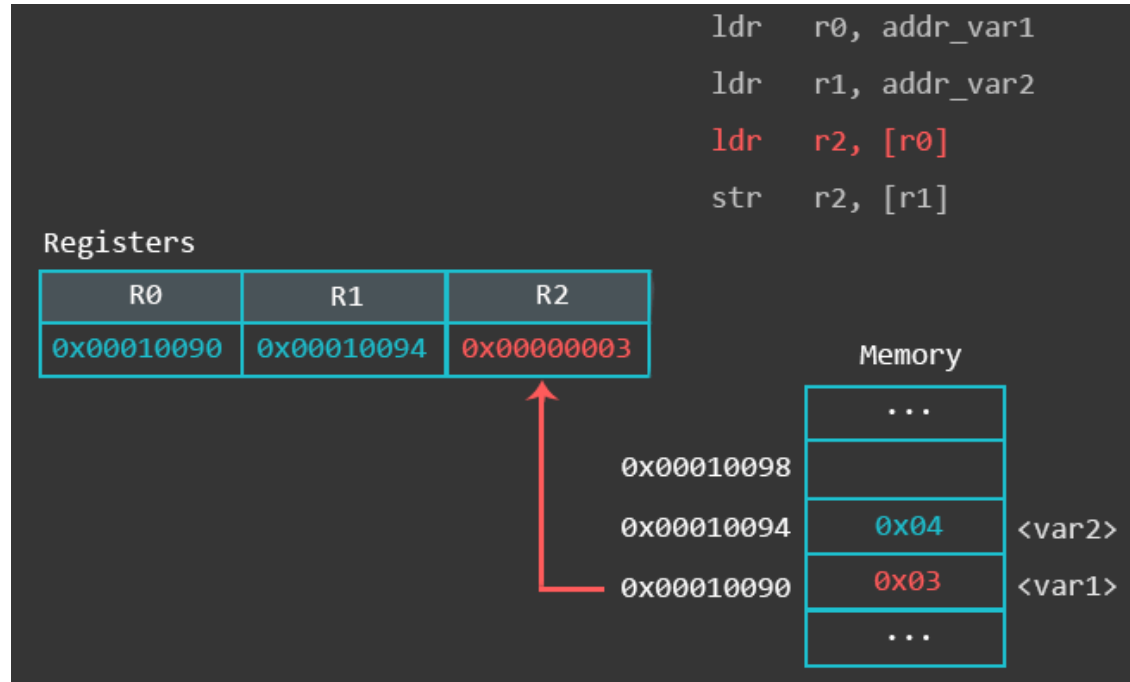 ldr r0, addr_var1
ldr r1, addr_var2
ldr r2, [r0]
str r2, [r1]
Registers
R0 R1 R2
0x00010090 0x00010094 0x00000003
Memory
...
0x00010098
0x00010094 0x04 <var2>
0x00010090 0x03 <var1>
...